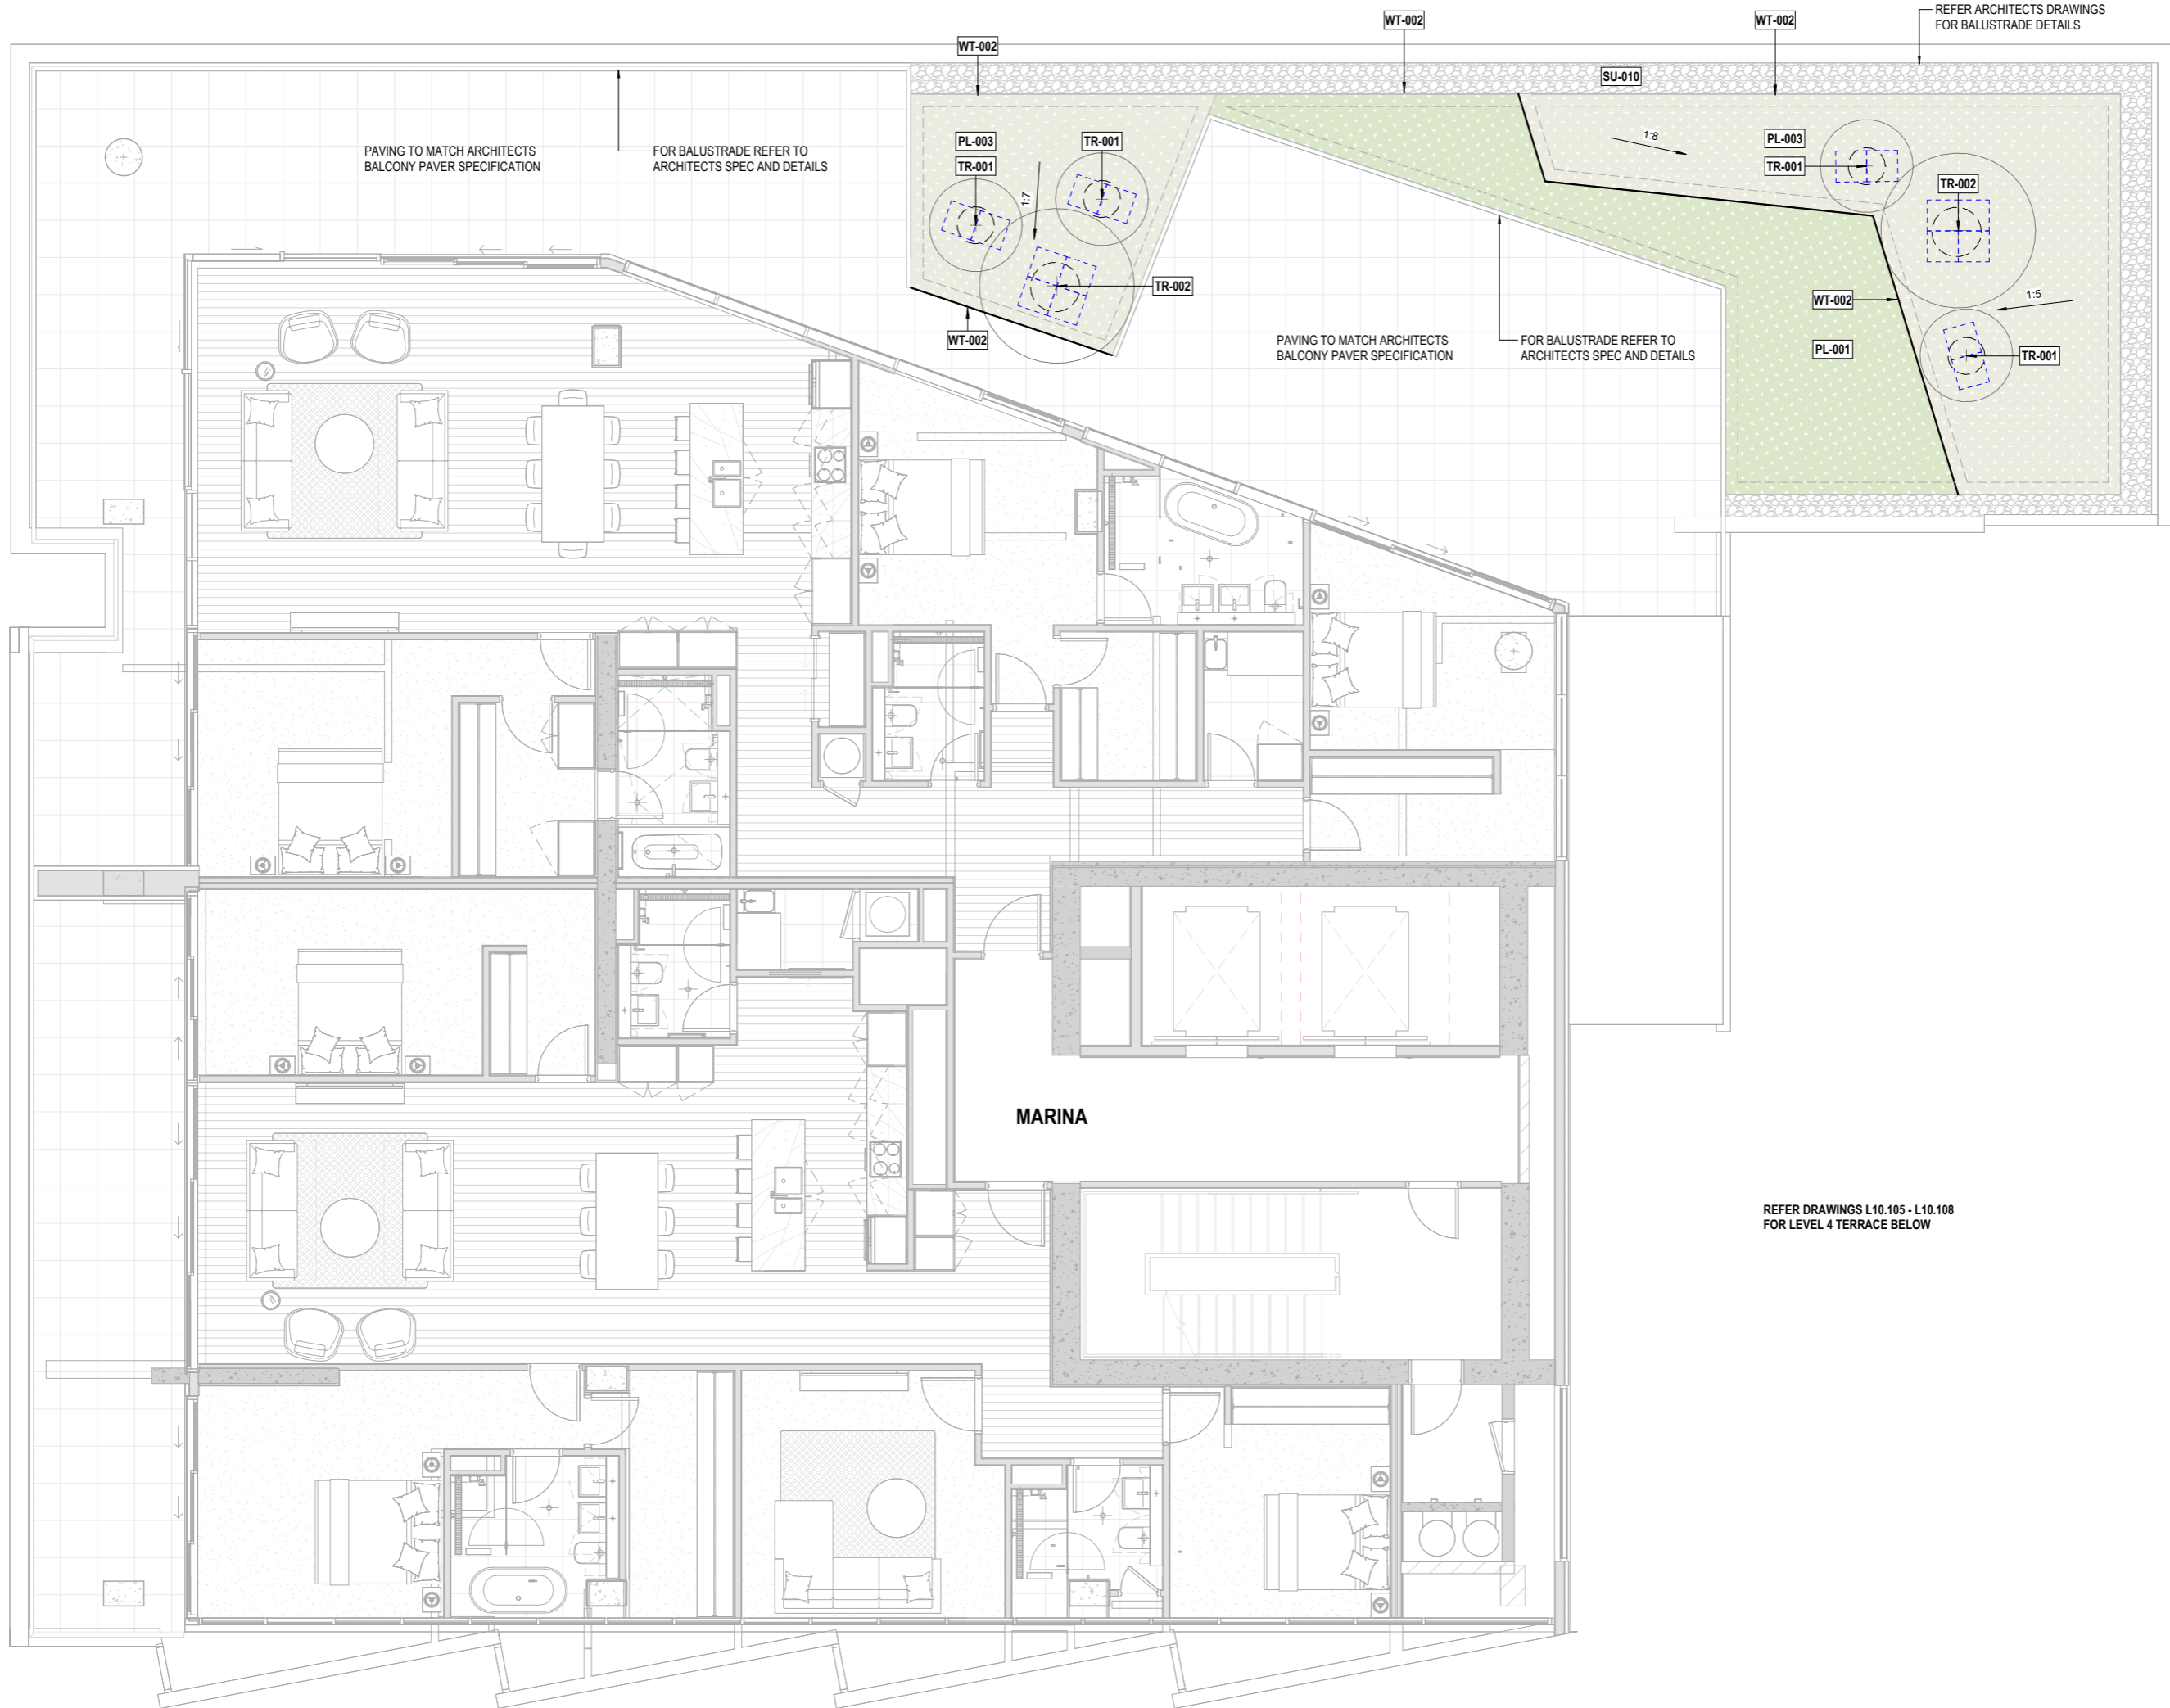 REFER ARCHITECTS DRAWINGS
FOR BALUSTRADE DETAILS
WT-002
WT-002
WT-002
SU-010
PAVING TO MATCH ARCHITECTS
BALCONY PAVER SPECIFICATION
FOR BALUSTRADE REFER TO
ARCHITECTS SPEC AND DETAILS
PL-003
TR-001
TR-001
1:7
TR-002
WT-002
1:8
PL-003
TR-001
TR-002
WT-002
1:5
PL-001
TR-001
PAVING TO MATCH ARCHITECTS
BALCONY PAVER SPECIFICATION
FOR BALUSTRADE REFER TO
ARCHITECTS SPEC AND DETAILS
MARINA
REFER DRAWINGS L10.105 - L10.108
FOR LEVEL 4 TERRACE BELOW